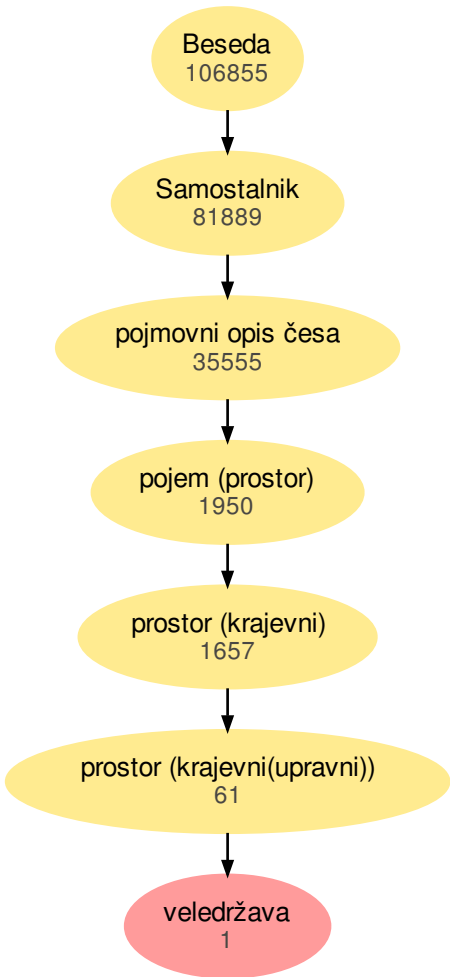 Beseda
106855
Samostalnik
81889
pojmovni opis česa
35555
pojem (prostor)
1950
prostor (krajevni)
1657
prostor (krajevni(upravni))
61
veledržava
1